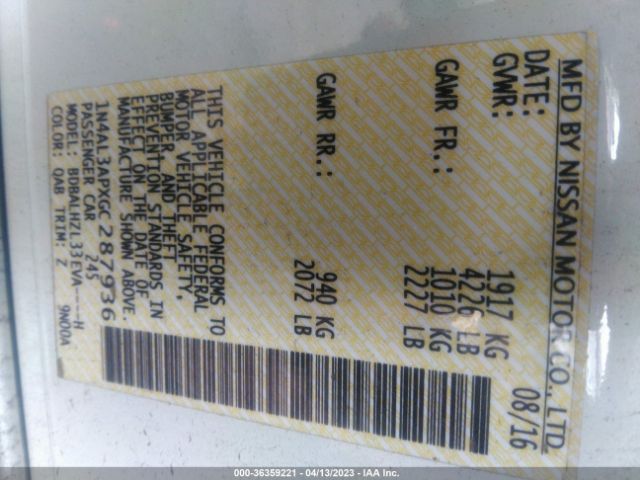 MFD BY NISSAN MOTOR CO., LTD.
DATE: 08/16
GVWR: 1917 KG
4226 LB
GAWR FR.: 1010 KG
2227 LB
GAWR RR.: 940 KG
2072 LB
THIS VEHICLE CONFORMS TO
ALL APPLICABLE FEDERAL
MOTOR VEHICLE SAFETY,
BUMPER, AND THEFT
PREVENTION STANDARDS IN
EFFECT ON THE DATE OF
MANUFACTURE SHOWN ABOVE.
1N4AL3APXGC287936
PASSENGER CAR 245
MODEL: BDBALHZL33EVA----H
COLOR: QAB TRIM: Z 9N00A
000-36359221 - 04/13/2023 - IAA Inc.